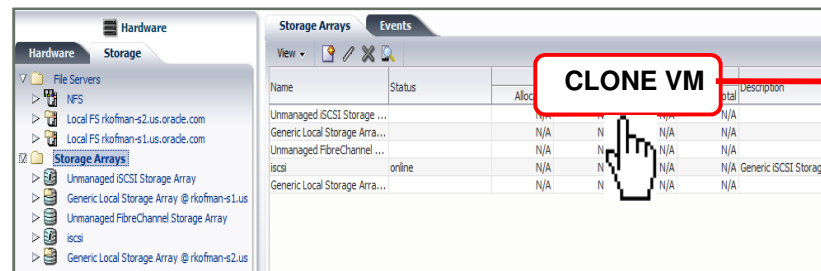 Hardware
Hardware Storage
File Servers
NFS
Local FS rkofman-s2.us.oracle.com
Local FS rkofman-s1.us.oracle.com
Storage Arrays
Unmanaged iSCSI Storage Array
Generic Local Storage Array @ rkofman-s1.us
Unmanaged FibreChannel Storage Array
iscsi
Generic Local Storage Array @ rkofman-s2.us
Storage Arrays Events
View
Name Status Total Description
CLONE VM
Unmanaged iSCSI Storage ... N/A N/A N/A
Generic Local Storage Arra... N/A N N/A N/A
Unmanaged FibreChannel ... N/A N N/A N/A
iscsi online N/A N N/A N/A Generic iSCSI Storag
Generic Local Storage Arra... N/A N N/A N/A